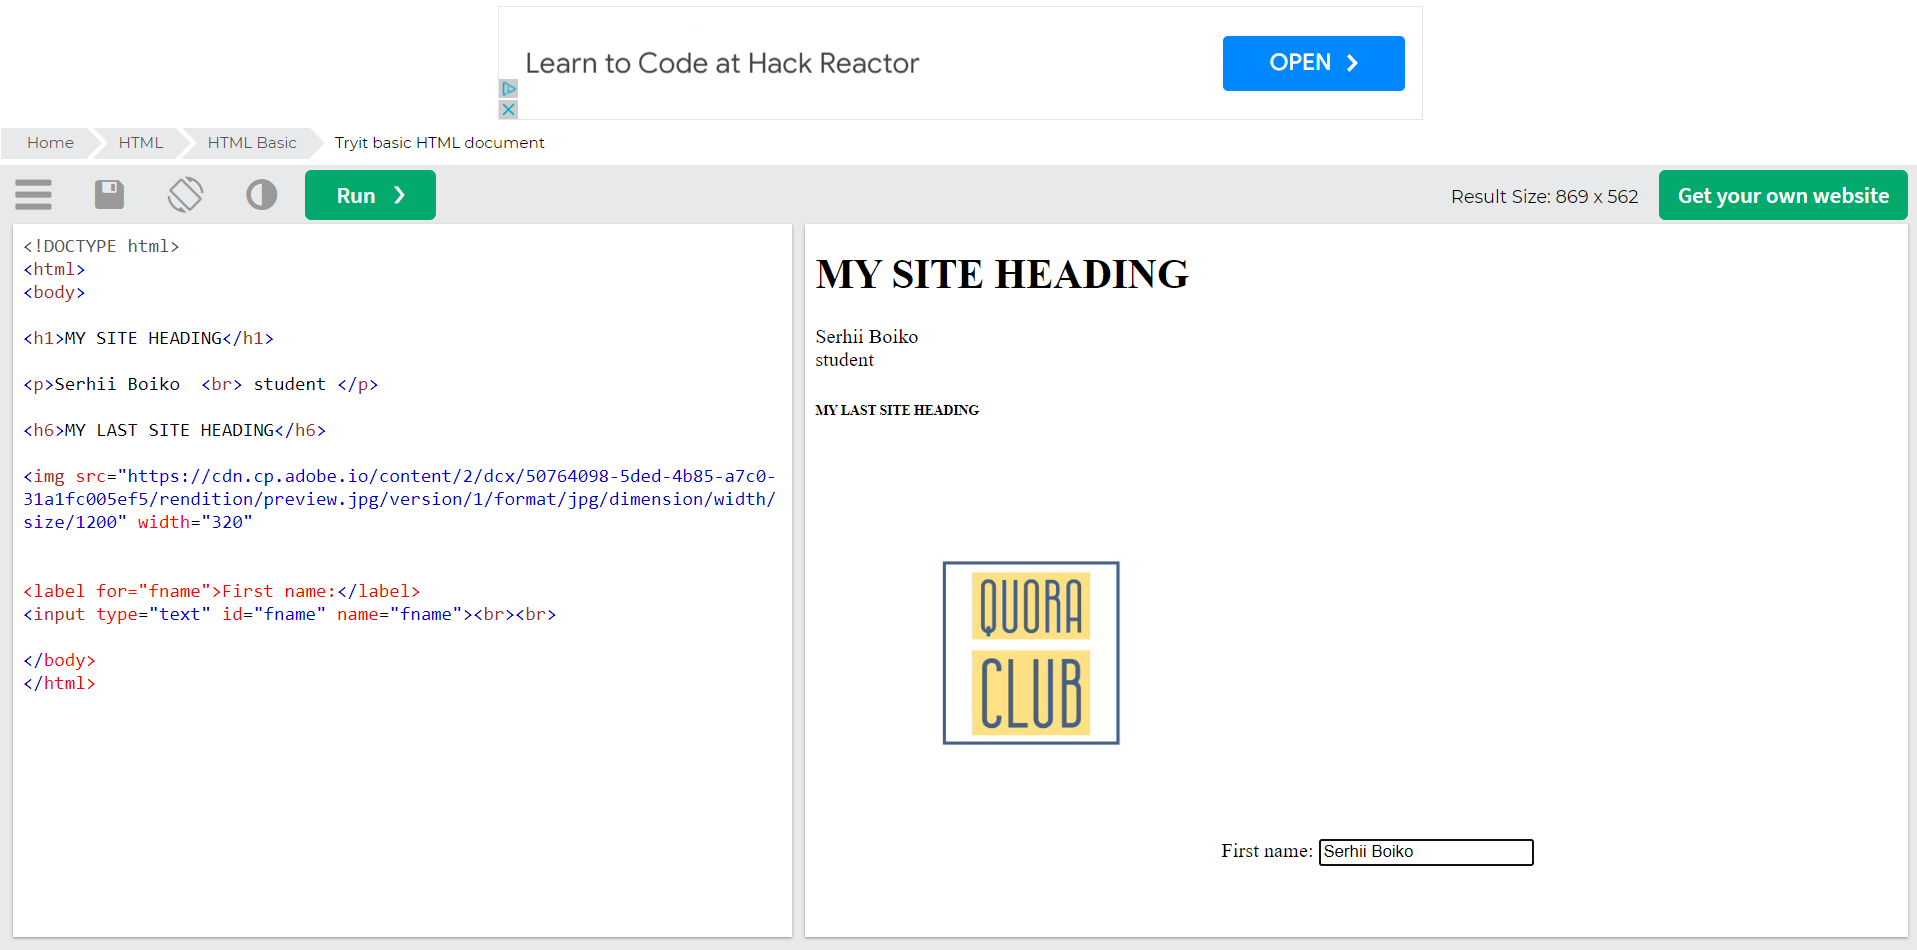 Learn to Code at Hack Reactor
OPEN
Home
HTML
HTML Basic
Tryit basic HTML document
Run
Result Size: 869 x 562
Get your own website
<!DOCTYPE html>
<html>
<body>
<h1>MY SITE HEADING</h1>
<p>Serhii Boiko  <br> student </p>
<h6>MY LAST SITE HEADING</h6>
<img src="https://cdn.cp.adobe.io/content/2/dcx/50764098-5ded-4b85-a7c0-
31a1fc005ef5/rendition/preview.jpg/version/1/format/jpg/dimension/width/
size/1200" width="320"
<label for="fname">First name:</label>
<input type="text" id="fname" name="fname"><br><br>
</body>
</html>
MY SITE HEADING
Serhii Boiko
student
MY LAST SITE HEADING
QUORA
CLUB
First name: Serhii Boiko